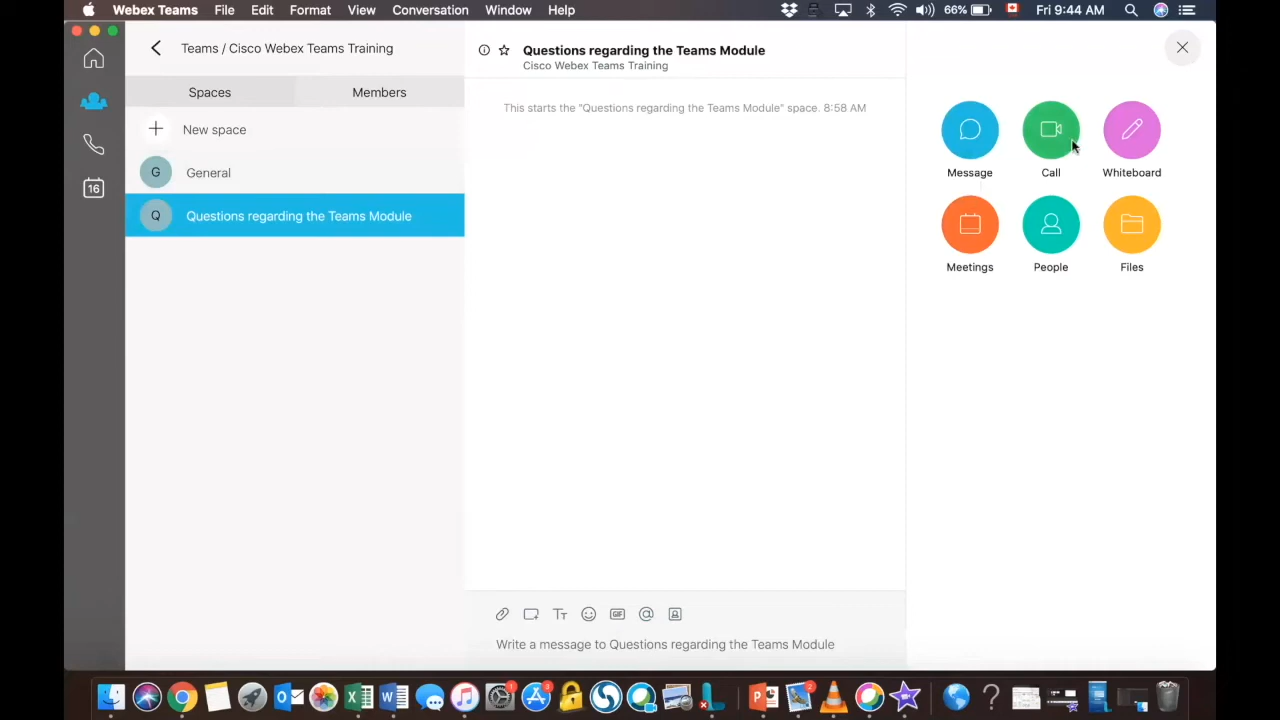 Webex Teams File Edit Format View Conversation Window Help 66% Fri 9:44 AM
Teams / Cisco Webex Teams Training
Spaces Members
New space
G General
Q Questions regarding the Teams Module
16
Questions regarding the Teams Module
Cisco Webex Teams Training
This starts the "Questions regarding the Teams Module" space. 8:58 AM
Tт GIF @
Write a message to Questions regarding the Teams Module
Message Call Whiteboard
Meetings People Files